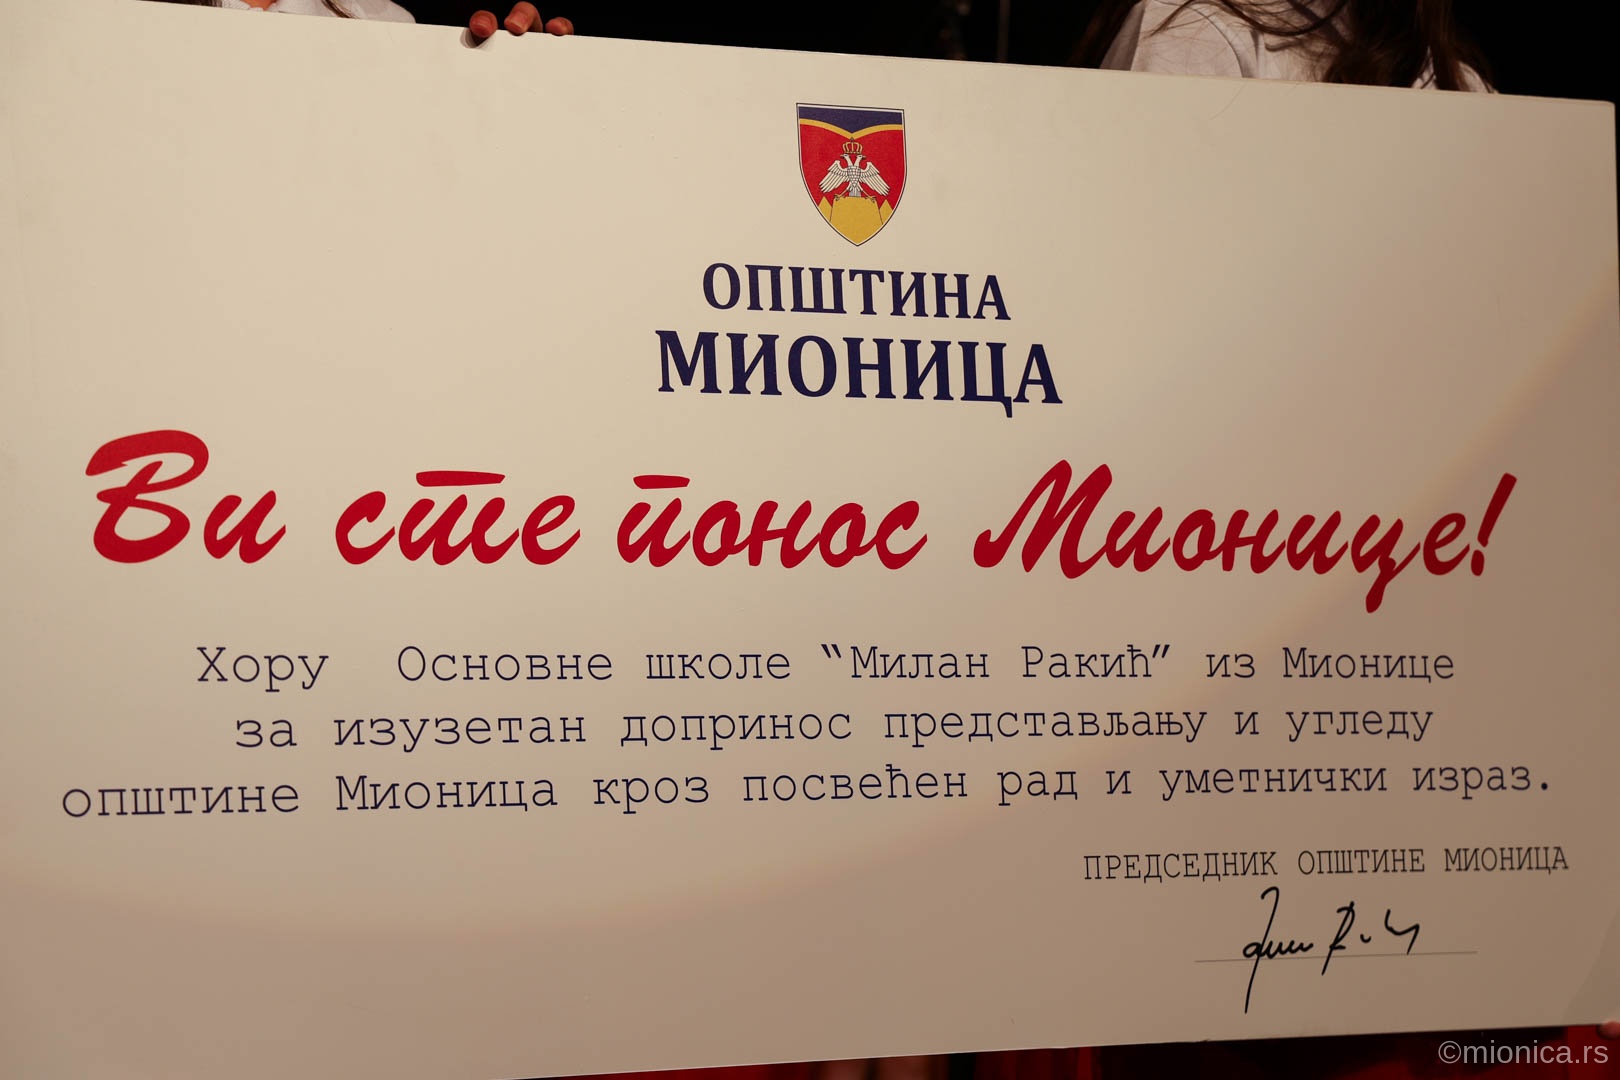 ОПШТИНА
МИОНИЦА
Ви сте понос Мионице!
Хору Основне школе “Милан Ракић” из Мионице
за изузетан допринос представљању и угледу
општине Мионица кроз посвећен рад и уметнички израз.
ПРЕДСЕДНИК ОПШТИНЕ МИОНИЦА
©mionica.rs